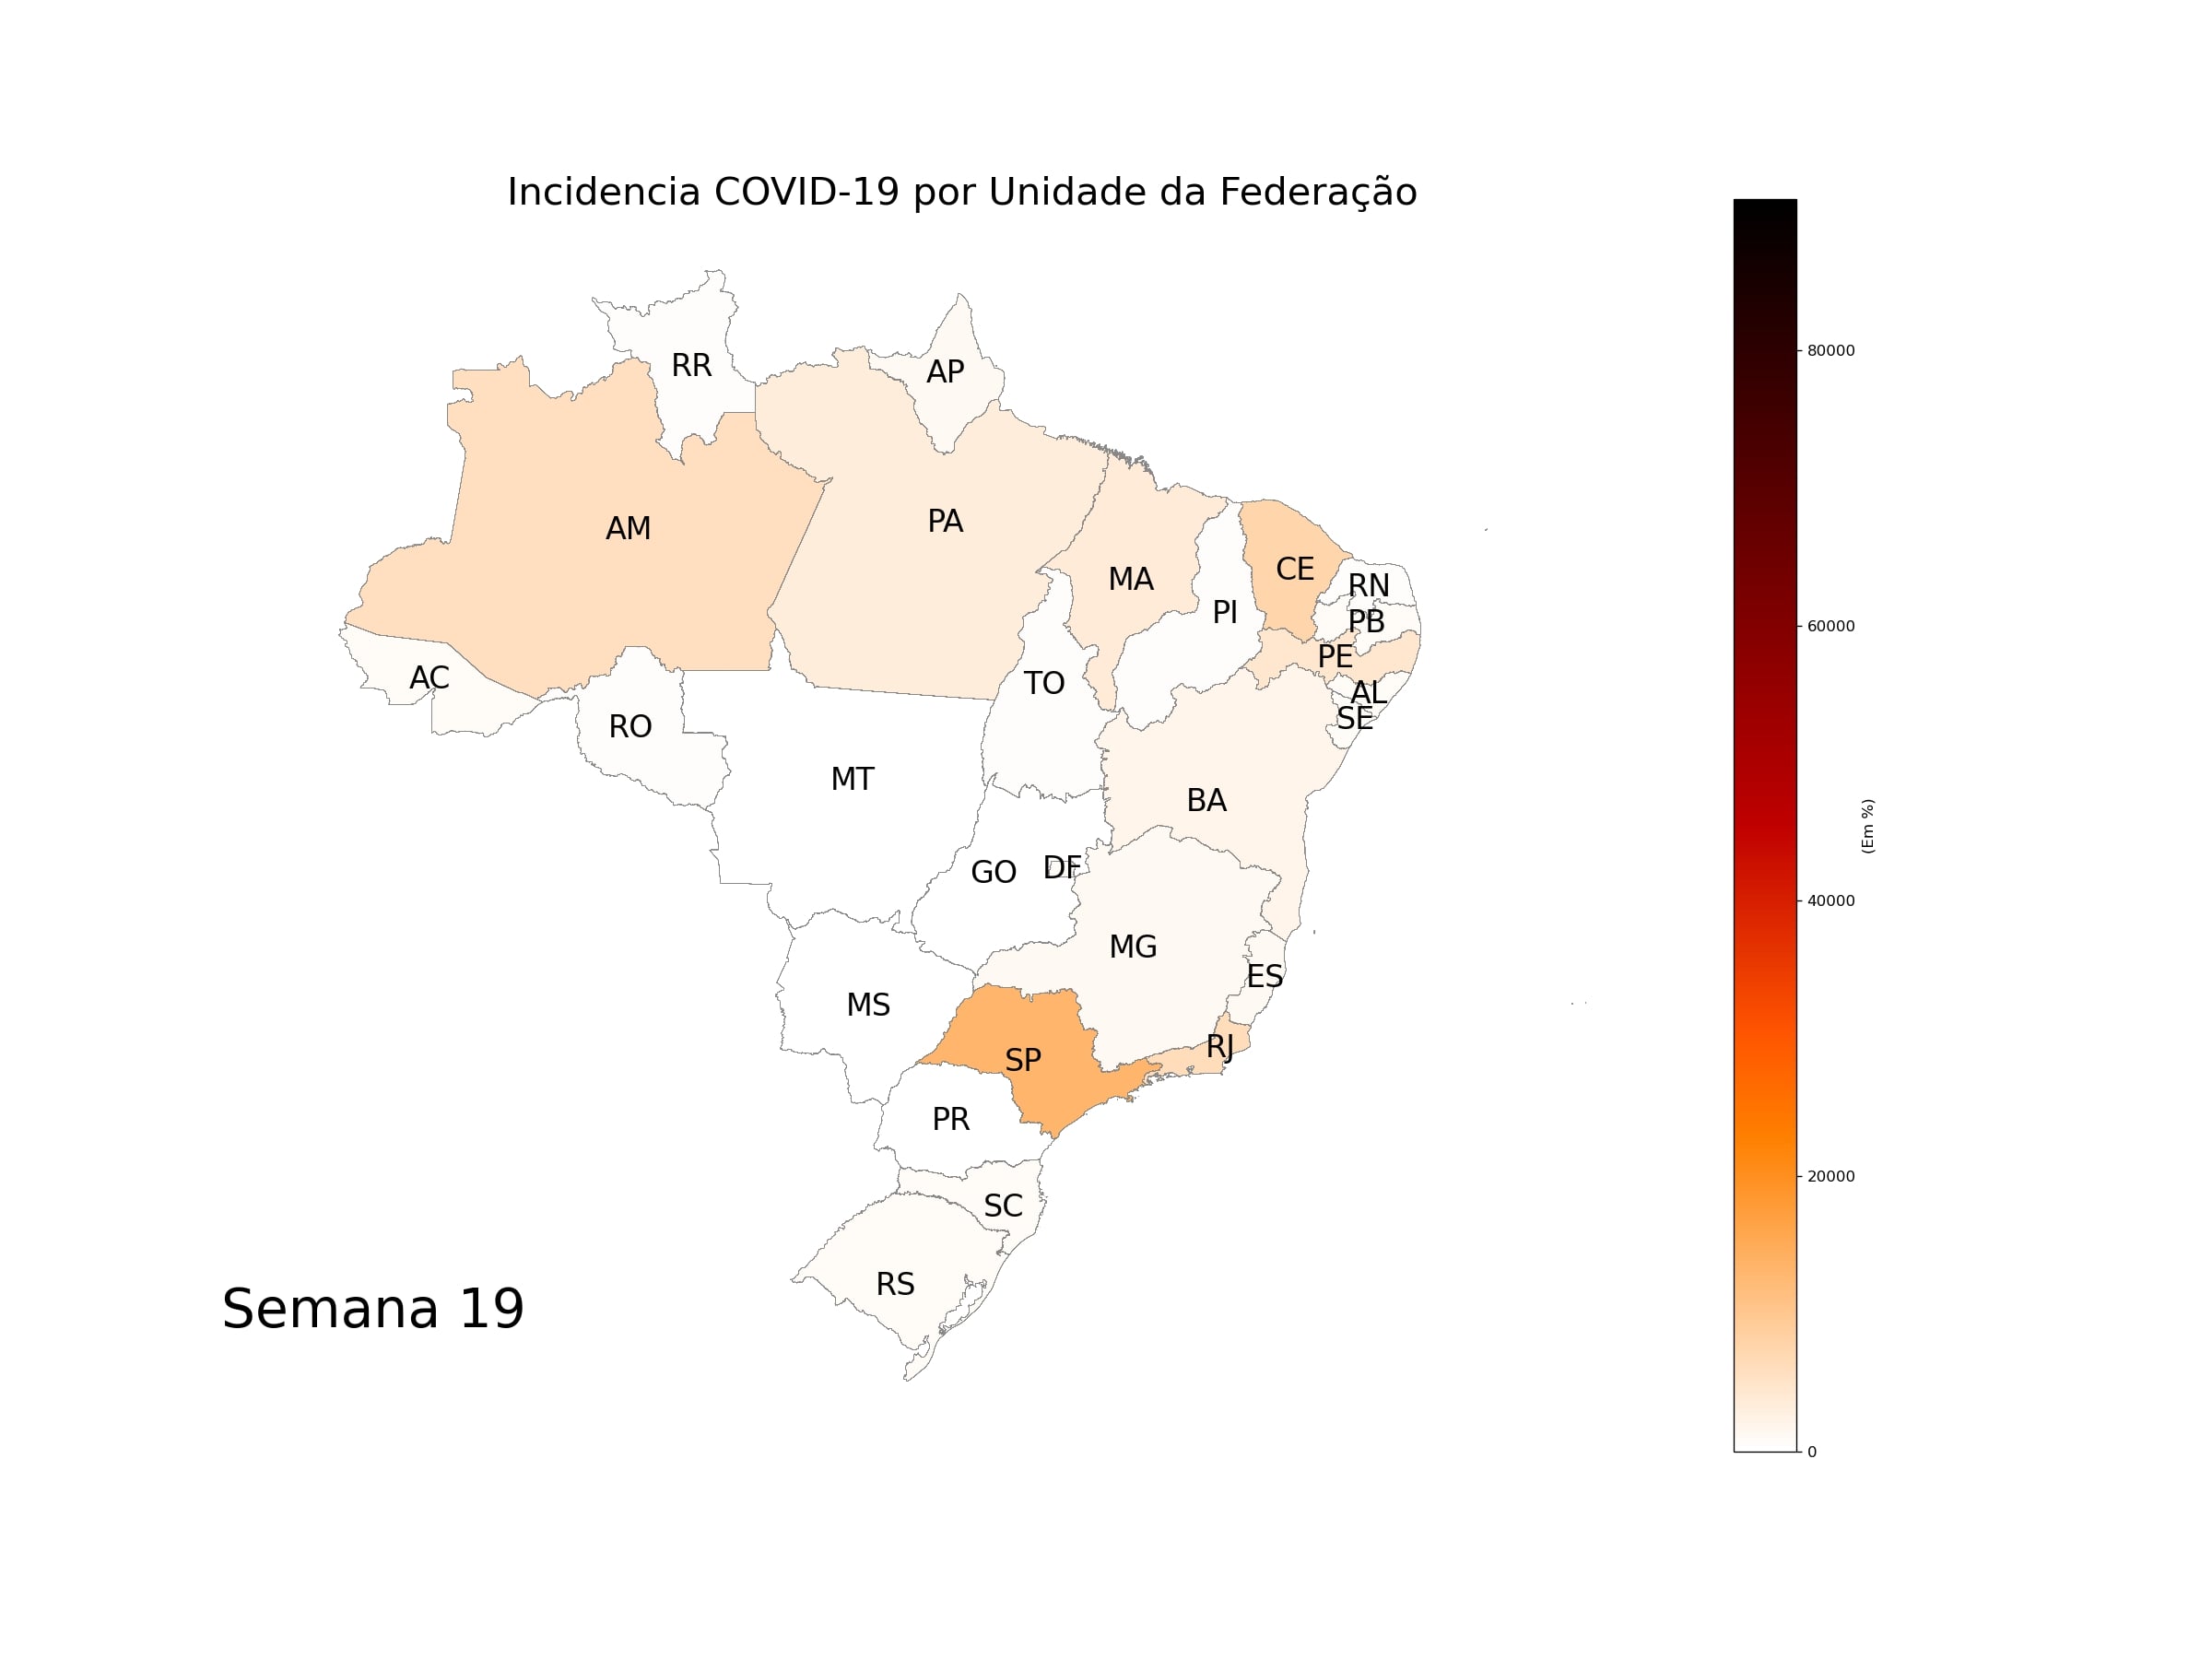 Incidencia COVID-19 por Unidade da Federação
RR
AP
AM
PA
MA
CE
PI
RN
PB
PE
AC
TO
AL
SE
RO
MT
BA
GO
DF
MG
ES
MS
RJ
SP
PR
SC
RS
Semana 19
80000
60000
40000
20000
0
(Em %)